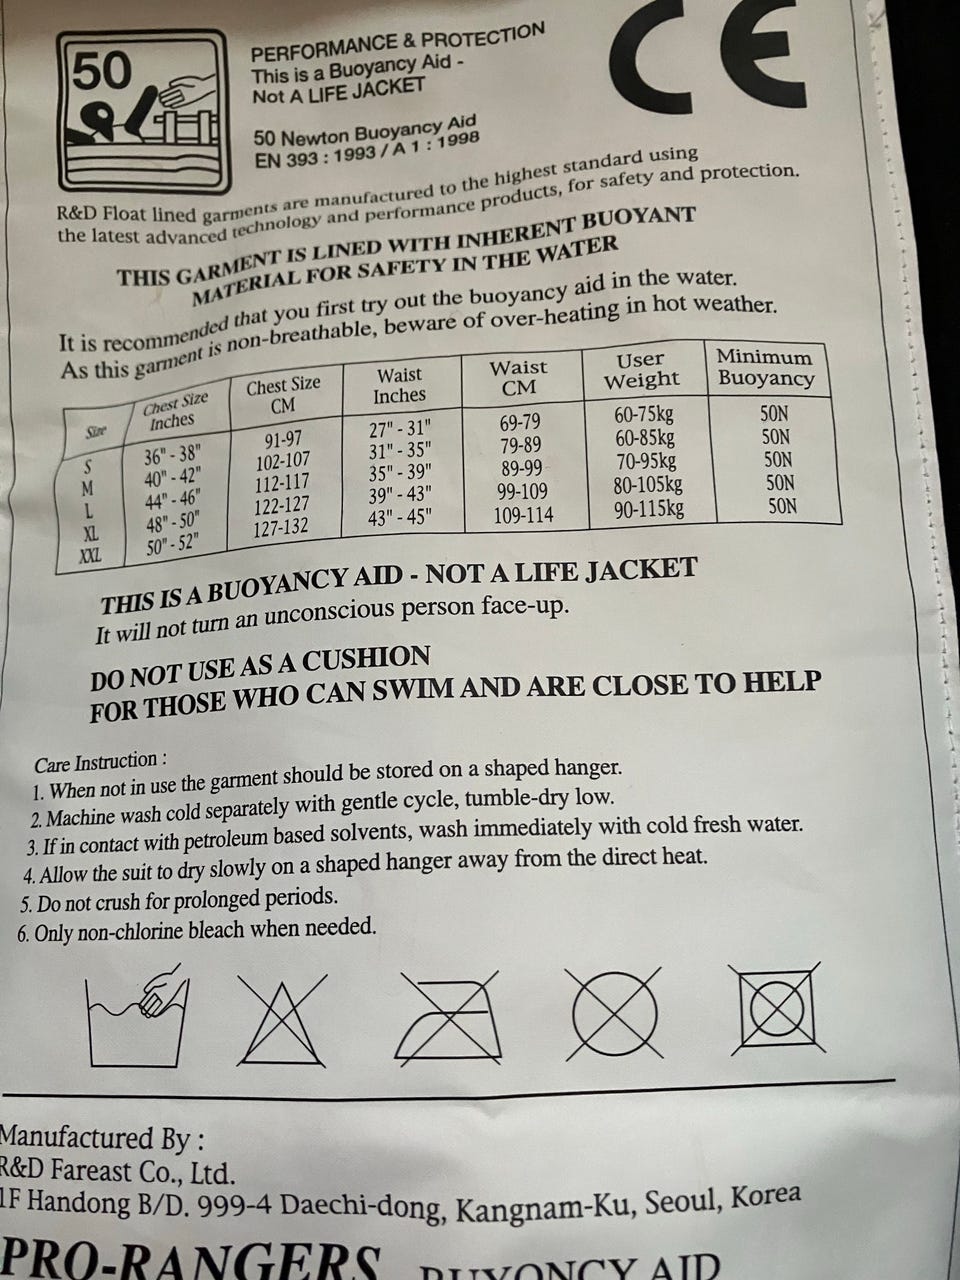 50
CE
PERFORMANCE & PROTECTION
This is a Buoyancy Aid -
Not A LIFE JACKET
50 Newton Buoyancy Aid
EN 393 : 1993 / A 1 : 1998
R&D Float lined garments are manufactured to the highest standard using
the latest advanced technology and performance products, for safety and protection.
THIS GARMENT IS LINED WITH INHERENT BUOYANT
MATERIAL FOR SAFETY IN THE WATER
It is recommended that you first try out the buoyancy aid in the water.
As this garment is non-breathable, beware of over-heating in hot weather.
Size Chest Size Inches Chest Size CM Waist Inches Waist CM User Weight Minimum Buoyancy
S 36" - 38" 91-97 27" - 31" 69-79 60-75kg 50N
M 40" - 42" 102-107 31" - 35" 79-89 60-85kg 50N
L 44" - 46" 112-117 35" - 39" 89-99 70-95kg 50N
XL 48" - 50" 122-127 39" - 43" 99-109 80-105kg 50N
XXL 50" - 52" 127-132 43" - 45" 109-114 90-115kg 50N
THIS IS A BUOYANCY AID - NOT A LIFE JACKET
It will not turn an unconscious person face-up.
DO NOT USE AS A CUSHION
FOR THOSE WHO CAN SWIM AND ARE CLOSE TO HELP
Care Instruction :
1. When not in use the garment should be stored on a shaped hanger.
2. Machine wash cold separately with gentle cycle, tumble-dry low.
3. If in contact with petroleum based solvents, wash immediately with cold fresh water.
4. Allow the suit to dry slowly on a shaped hanger away from the direct heat.
5. Do not crush for prolonged periods.
6. Only non-chlorine bleach when needed.
Manufactured By :
R&D Fareast Co., Ltd.
1F Handong B/D. 999-4 Daechi-dong, Kangnam-Ku, Seoul, Korea
PRO-RANGERS BUYONCY AID